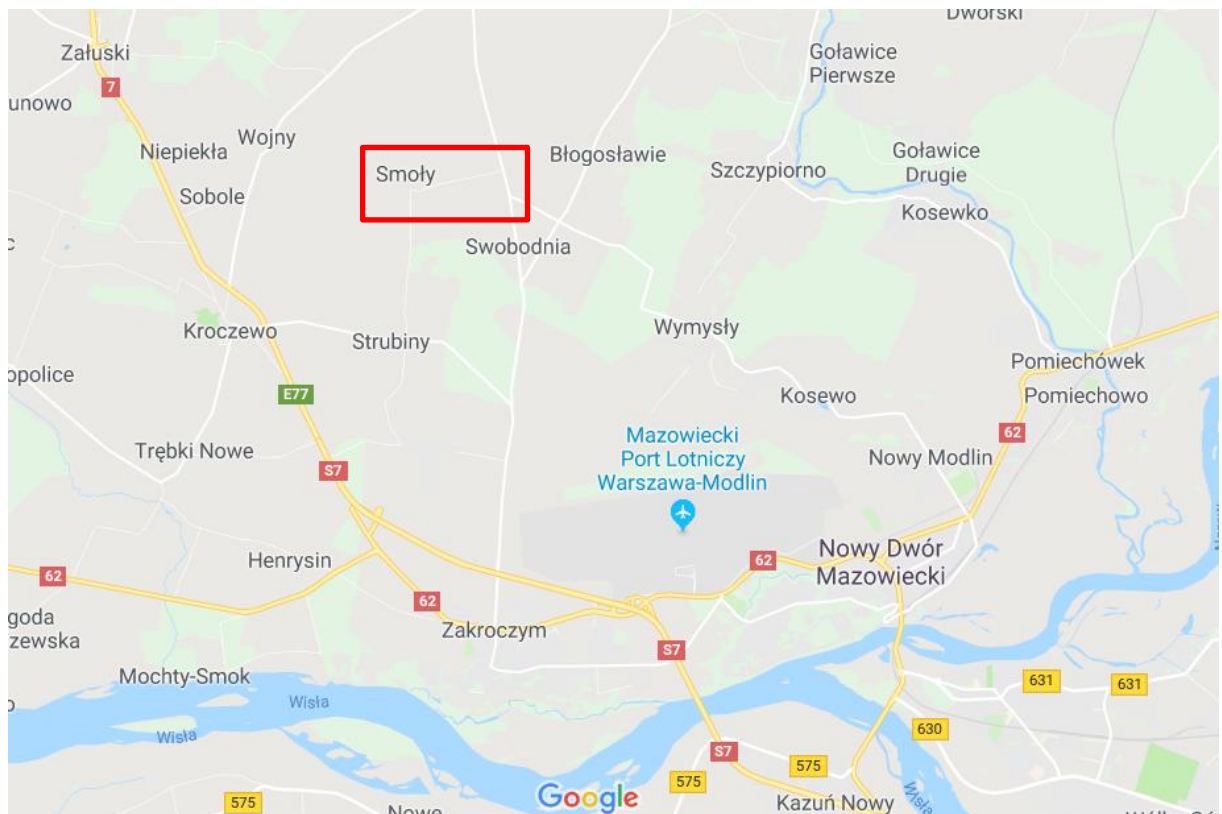 Dworski
Załuski
Goławice
Pierwsze
7
unowo
Niepiekła
Wojny
Smoły
Błogosławie
Szczypiorno
Goławice
Drugie
Sobole
Kosewko
Swobodnia
Kroczewo
Strubiny
Wymysły
opolice
E77
Pomiechówek
Kosewo
Pomiechowo
Trębki Nowe
Mazowiecki
Port Lotniczy
Warszawa-Modlin
62
Nowy Modlin
S7
Henrysin
62
Nowy Dwór
Mazowiecki
62
62
goda
zewska
Zakroczym
S7
Mochty-Smok
631
631
Wisła
Wisła
630
S7
575
575
575
Google
Kazuń Nowy
Wisła
Nowe